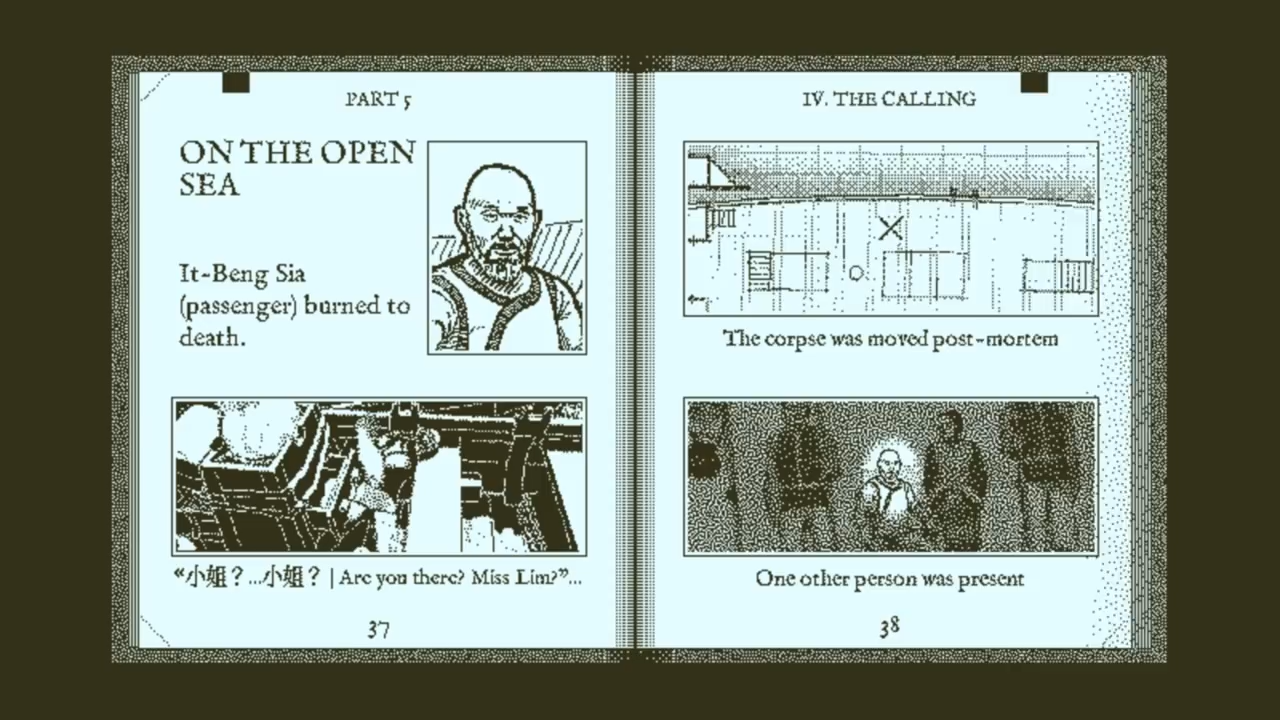 PART 5
ON THE OPEN
SEA
It-Beng Sia
(passenger) burned to
death.
"小姐？...小姐？ | Are you there? Miss Lim?"...
37
IV. THE CALLING
The corpse was moved post-mortem
One other person was present
38